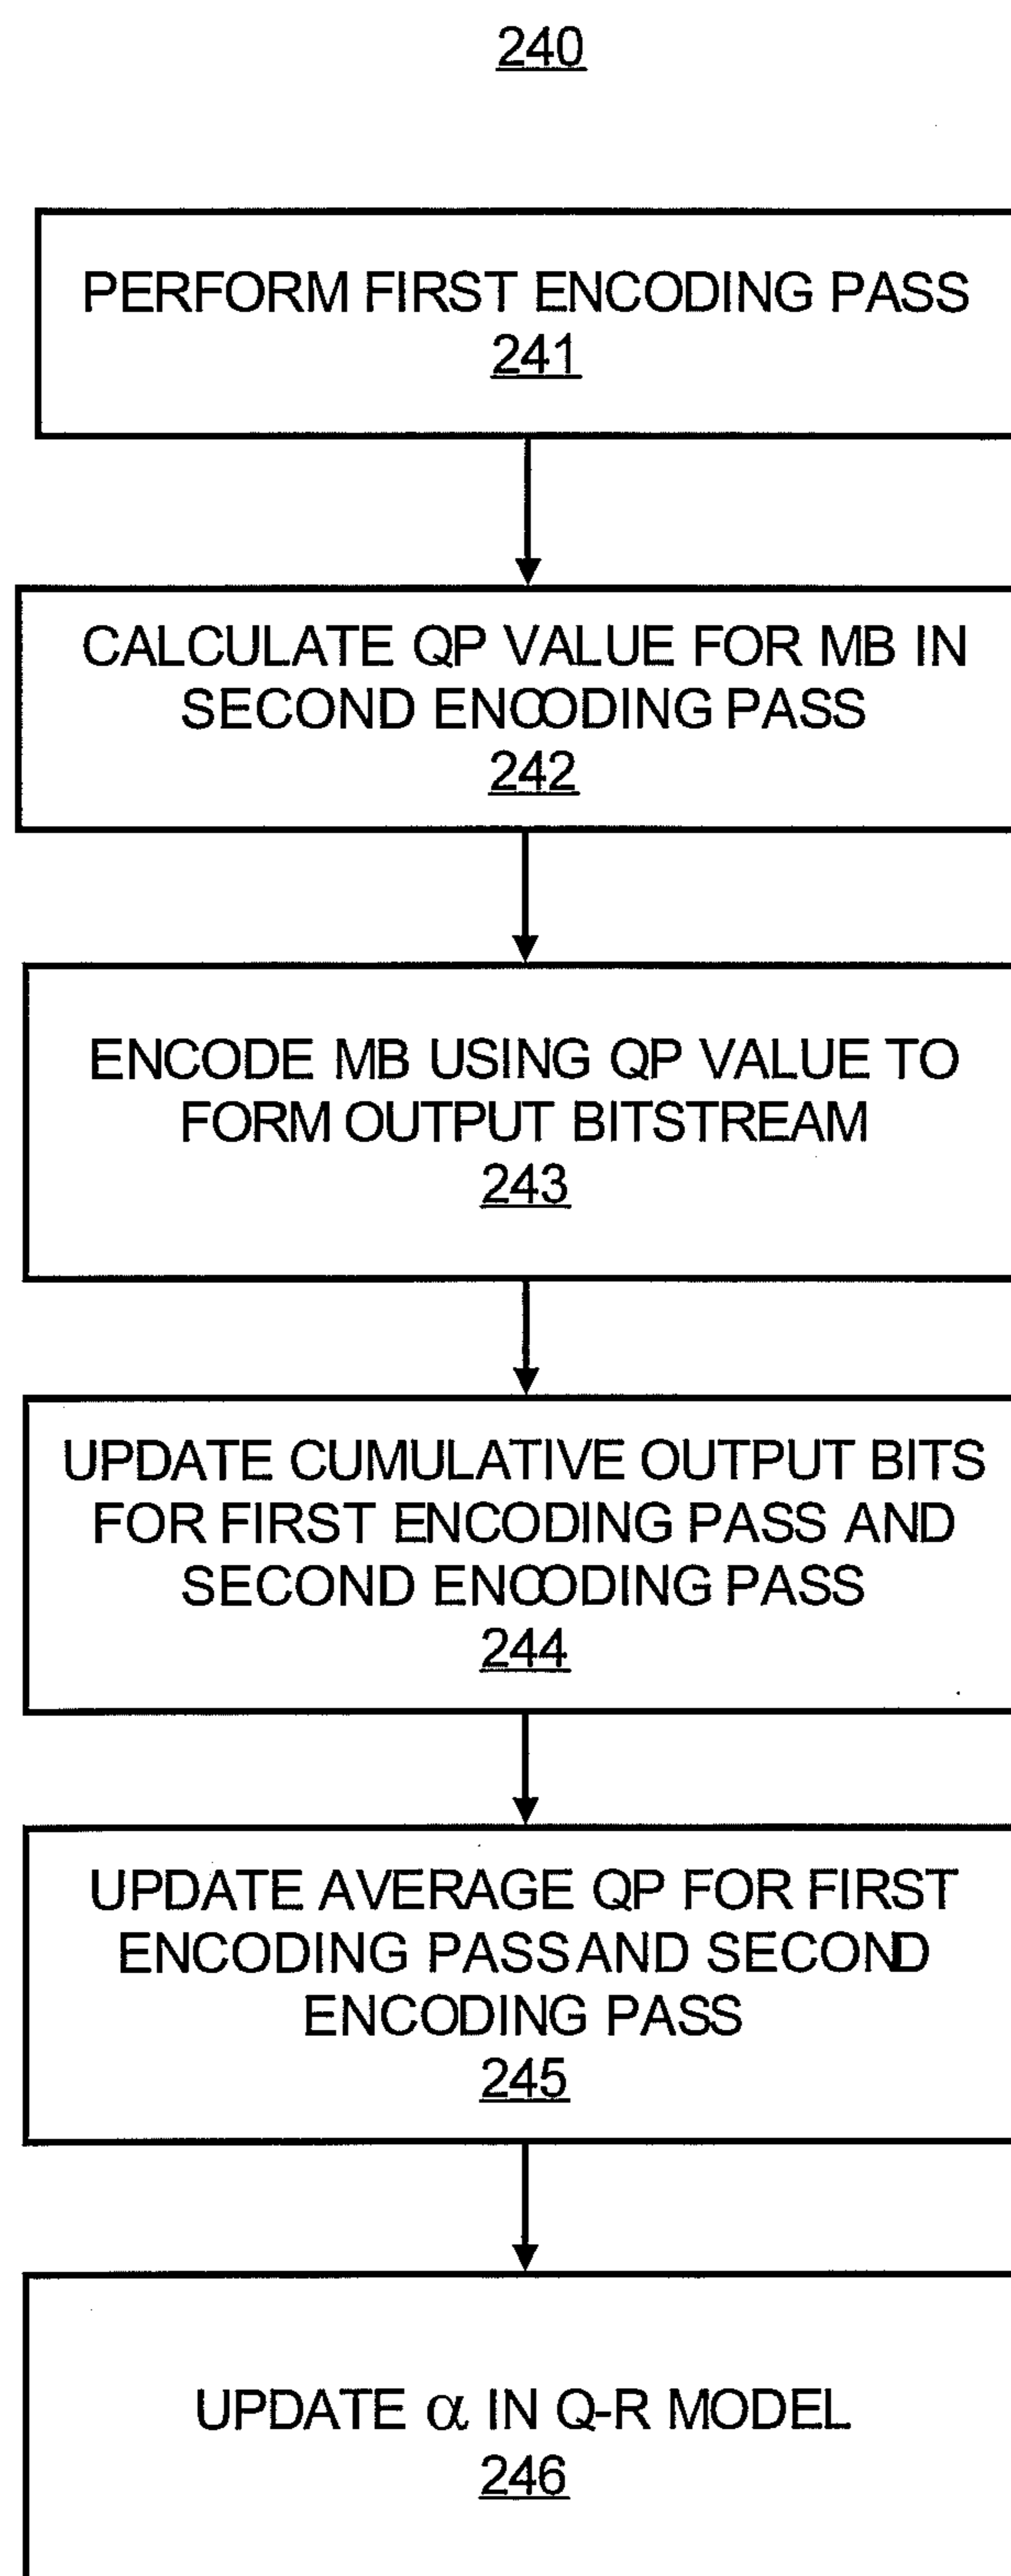 240
PERFORM FIRST ENCODING PASS
241
CALCULATE QP VALUE FOR MB IN
SECOND ENCODING PASS
242
ENCODE MB USING QP VALUE TO
FORM OUTPUT BITSTREAM
243
UPDATE CUMULATIVE OUTPUT BITS
FOR FIRST ENCODING PASS AND
SECOND ENCODING PASS
244
UPDATE AVERAGE QP FOR FIRST
ENCODING PASS AND SECOND
ENCODING PASS
245
UPDATE α IN Q-R MODEL
246